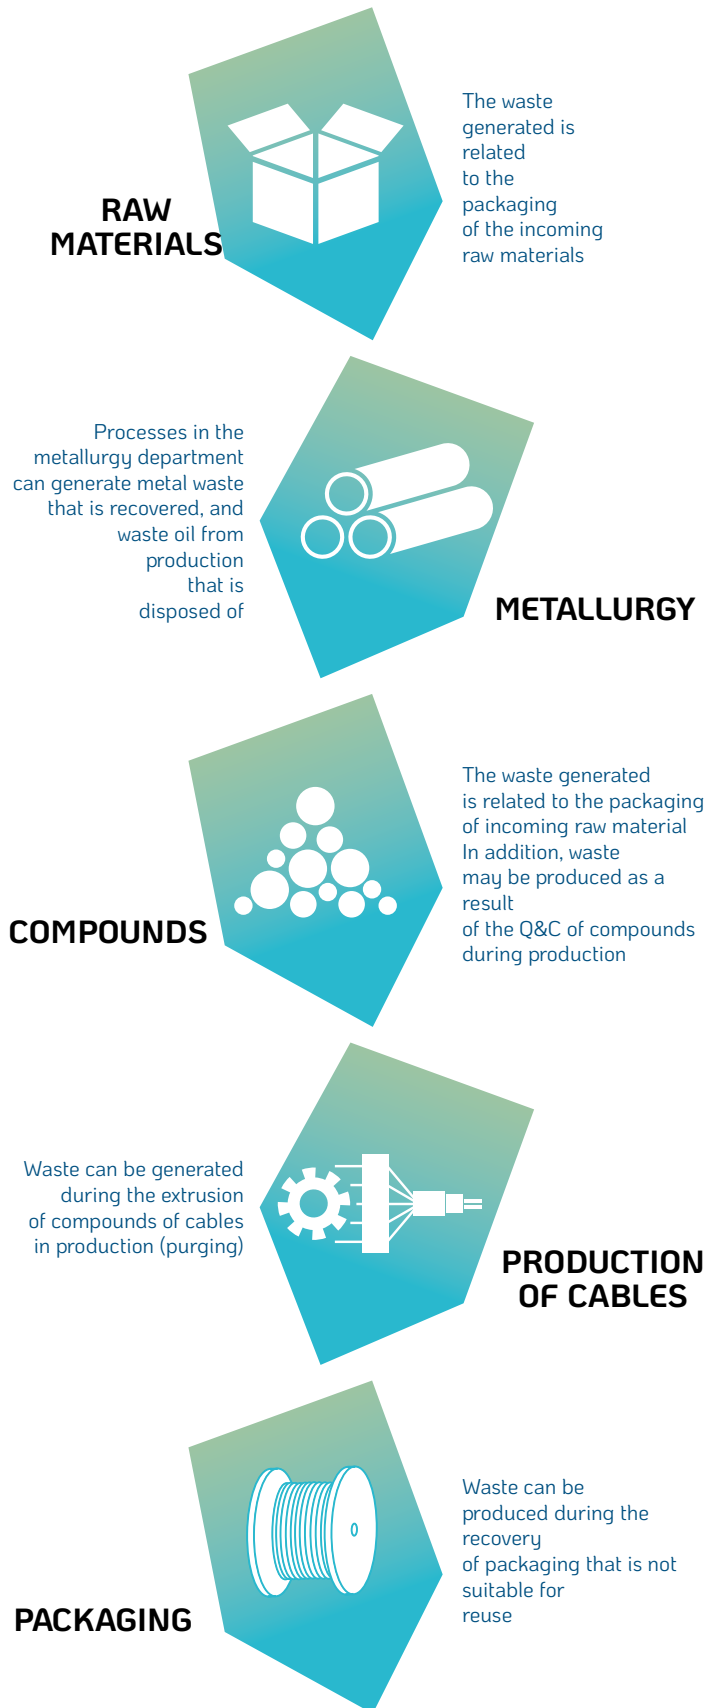 RAW
MATERIALS
The waste
generated is
related
to the
packaging
of the incoming
raw materials
Processes in the
metallurgy department
can generate metal waste
that is recovered, and
waste oil from
production
that is
disposed of
METALLURGY
COMPOUNDS
The waste generated
is related to the packaging
of incoming raw material
In addition, waste
may be produced as a
result
of the Q&C of compounds
during production
Waste can be generated
during the extrusion
of compounds of cables
in production (purging)
PRODUCTION
OF CABLES
PACKAGING
Waste can be
produced during the
recovery
of packaging that is not
suitable for
reuse